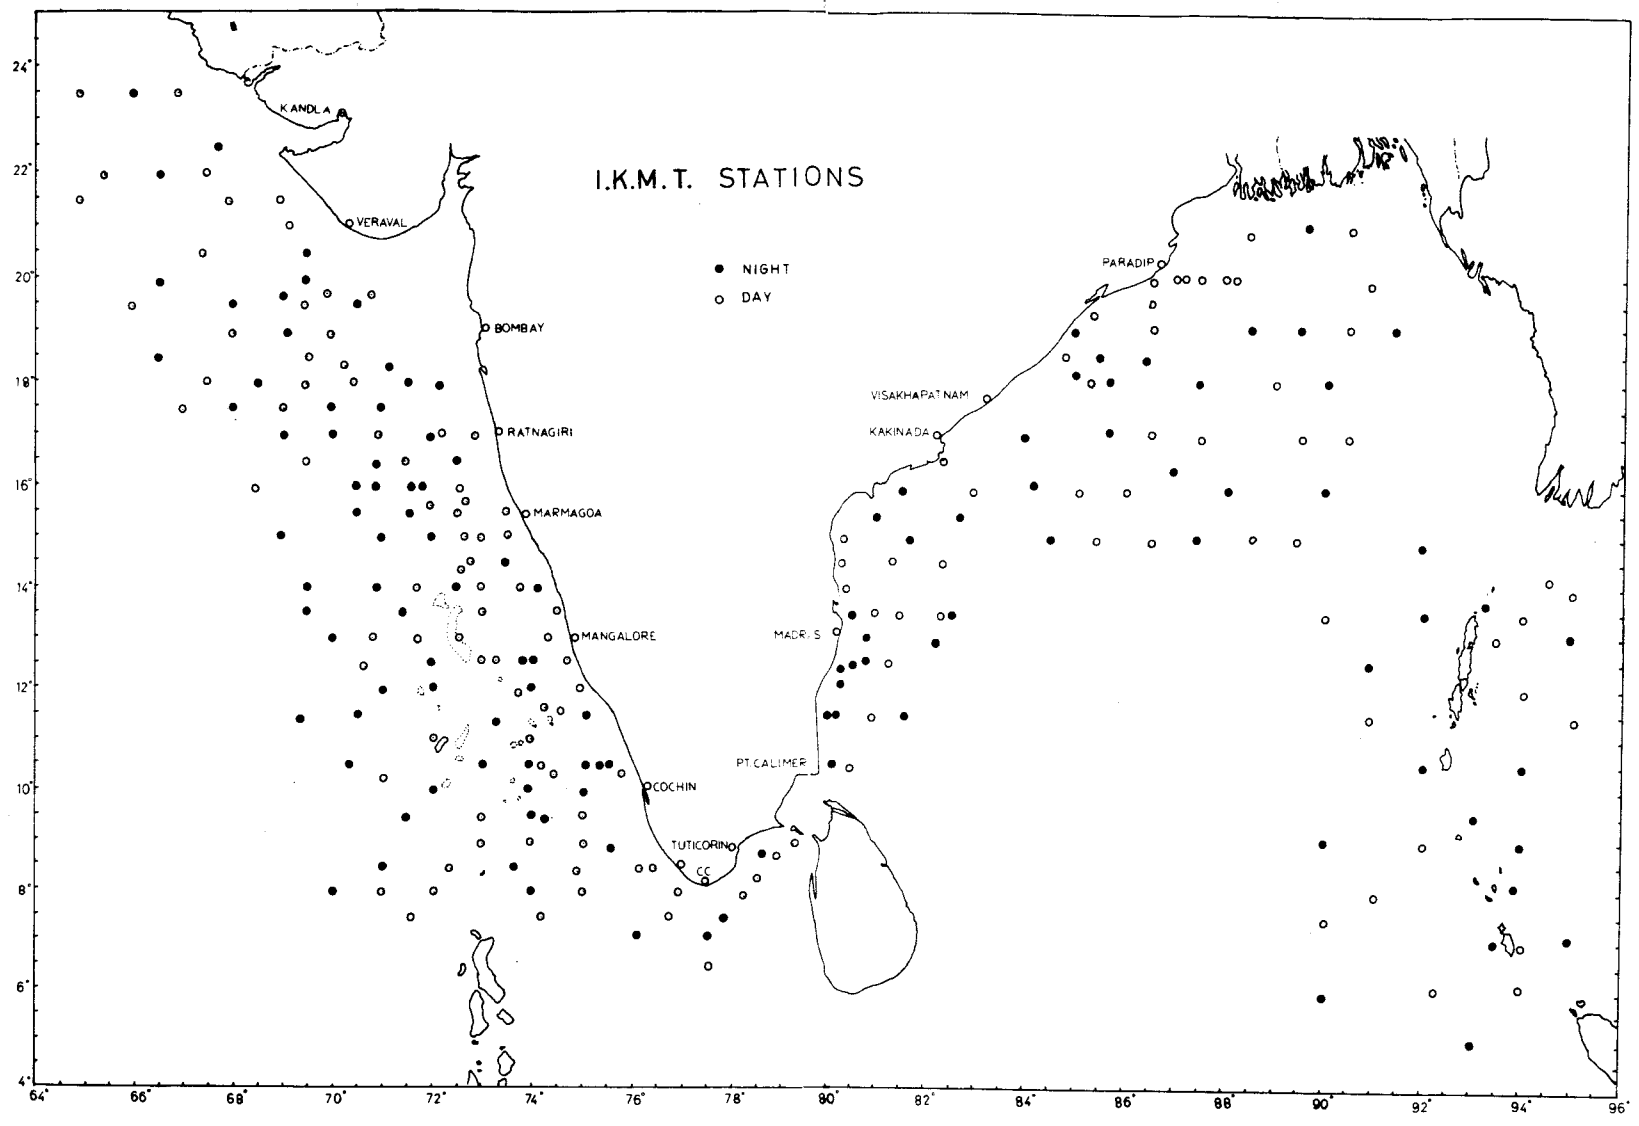 24°
KANDLA
22°
I.K.M.T. STATIONS
VERAVAL
PARADIP
NIGHT
20°
DAY
BOMBAY
18°
VISAKHAPATNAM
RATNAGIRI
KAKINADA
16°
MARMAGOA
14°
MANGALORE
MADR S
12°
PT. CALIMER
10°
COCHIN
TUTICORIN
CC
8°
6°
4°
64° 66° 68° 70° 72° 74° 76° 78° 80° 84° 86° 88° 90° 92° 94° 96°